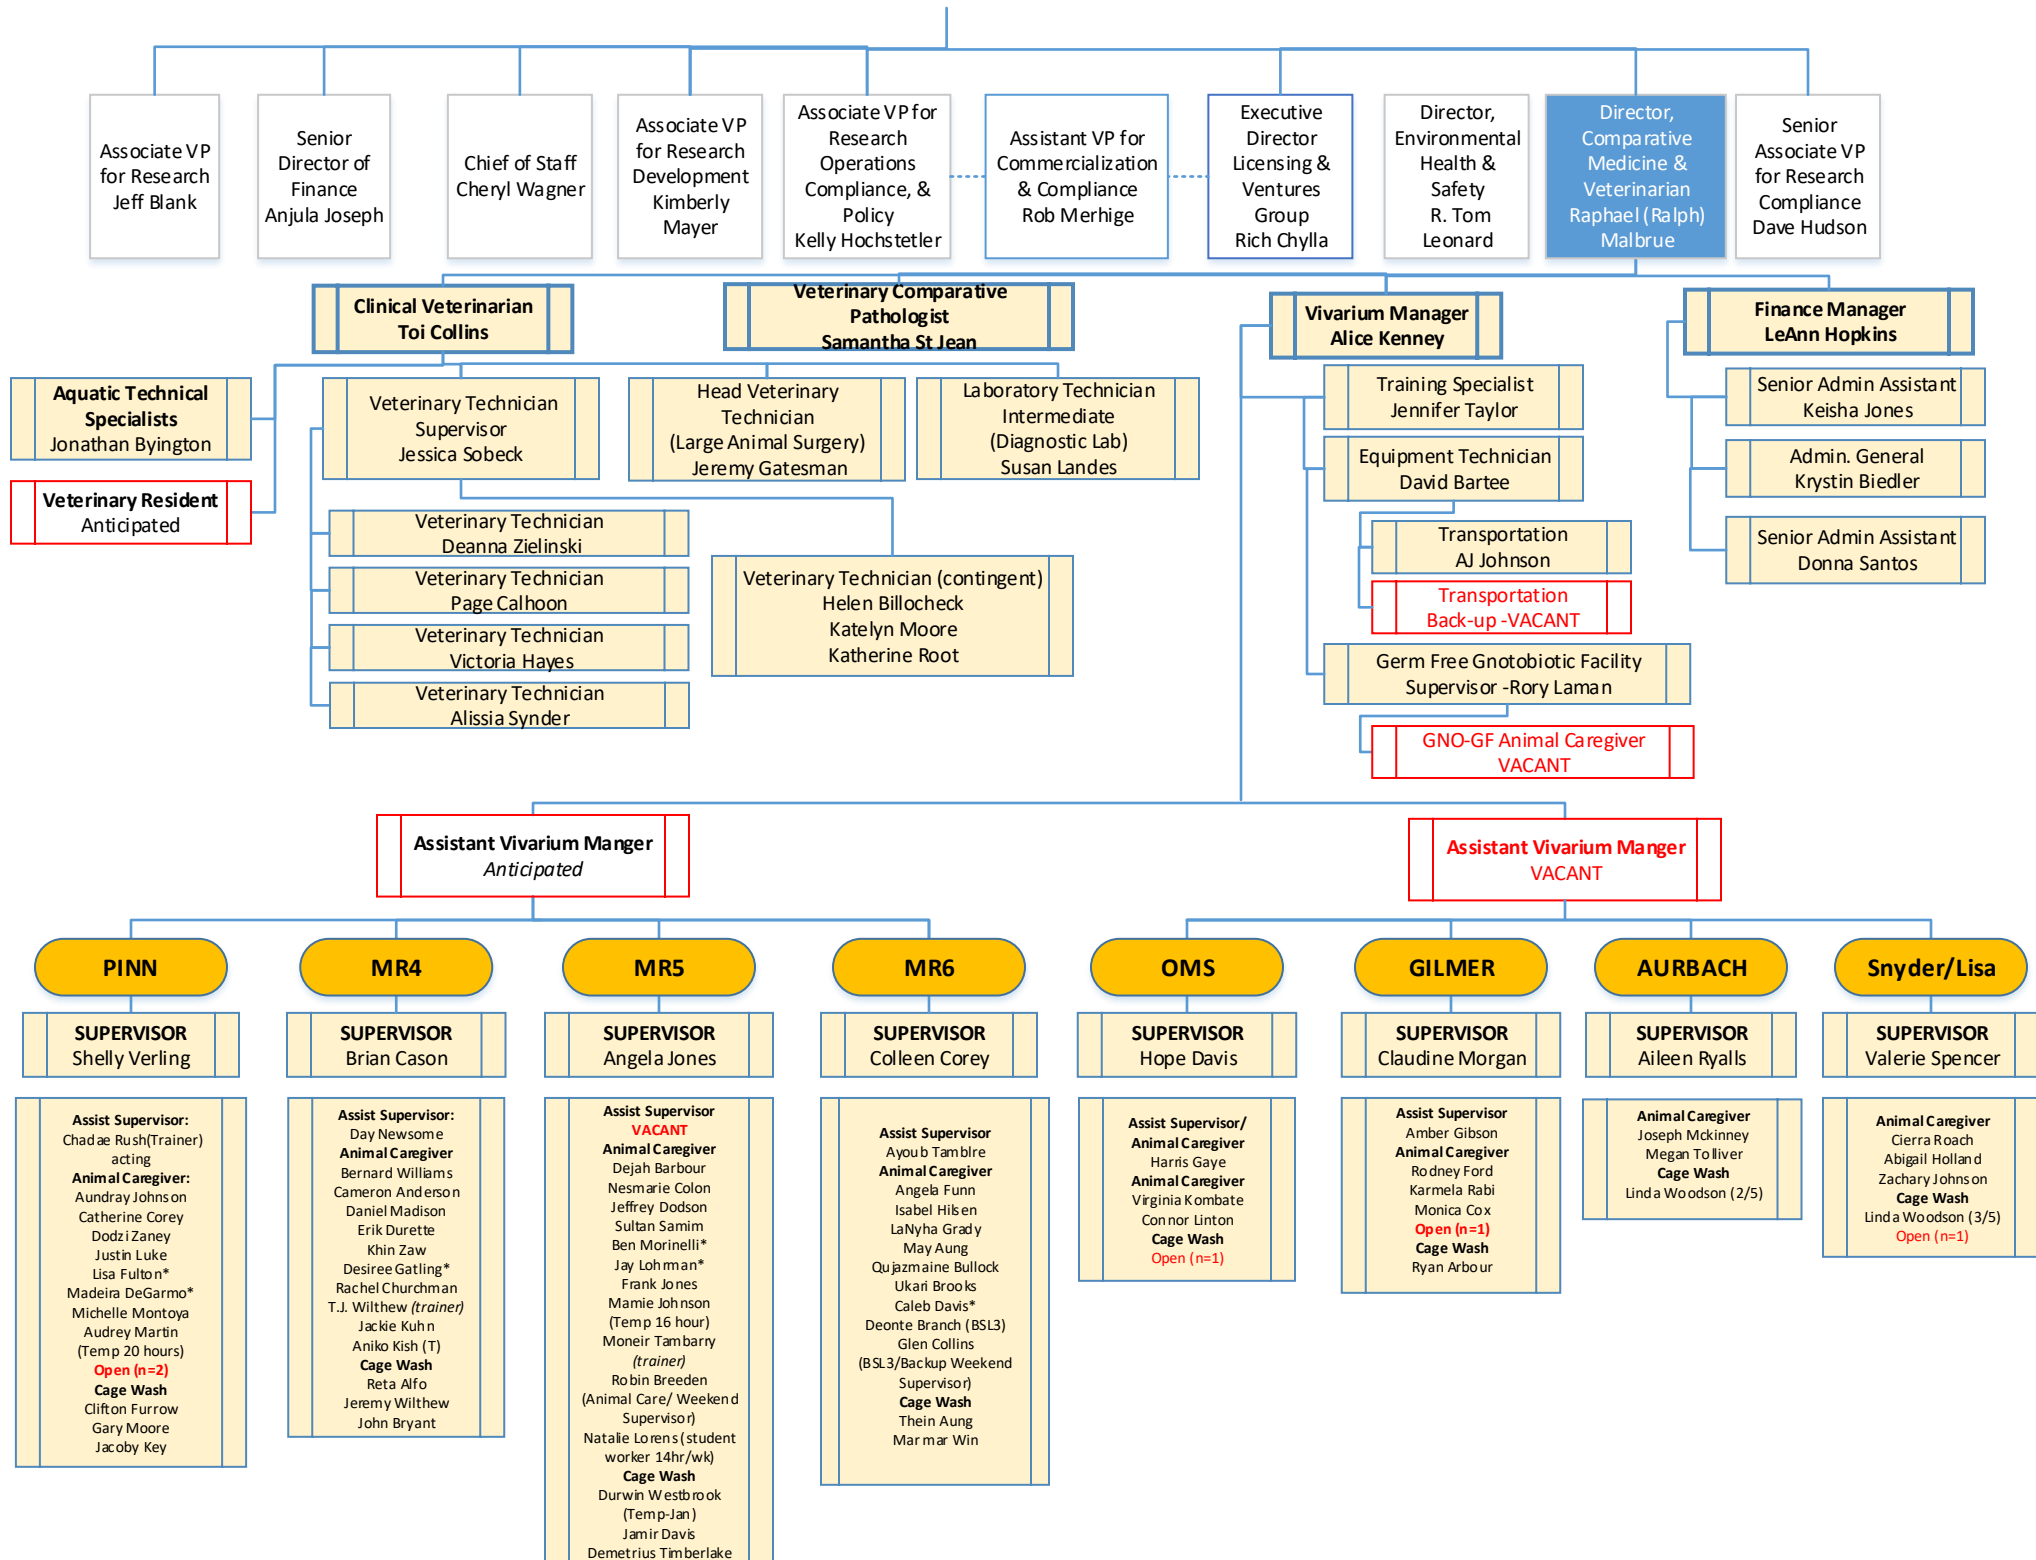 Associate VP
for Research
Jeff Blank
Senior
Director of
Finance
Anjula Joseph
Chief of Staff
Cheryl Wagner
Associate VP
for Research
Development
Kimberly
Mayer
Associate VP for
Research
Operations
Compliance, &
Policy
Kelly Hochstetler
Assistant VP for
Commercialization
& Compliance
Rob Merhige
Executive
Director
Licensing &
Ventures
Group
Rich Chylla
Director,
Environmental
Health &
Safety
R. Tom
Leonard
Director,
Comparative
Medicine &
Veterinarian
Raphael (Ralph)
Malbrue
Senior
Associate VP
for Research
Compliance
Dave Hudson
Clinical Veterinarian
Toi Collins
Veterinary Comparative
Pathologist
Samantha St Jean
Vivarium Manager
Alice Kenney
Finance Manager
LeAnn Hopkins
Aquatic Technical
Specialists
Jonathan Byington
Veterinary Resident
Anticipated
Veterinary Technician
Supervisor
Jessica Sobeck
Head Veterinary
Technician
(Large Animal Surgery)
Jeremy Gatesman
Laboratory Technician
Intermediate
(Diagnostic Lab)
Susan Landes
Veterinary Technician
Deanna Zielinski
Veterinary Technician
Page Calhoon
Veterinary Technician
Victoria Hayes
Veterinary Technician
Alissia Synder
Veterinary Technician (contingent)
Helen Billocheck
Katelyn Moore
Katherine Root
Training Specialist
Jennifer Taylor
Equipment Technician
David Bartee
Transportation
AJ Johnson
Transportation
Back-up -VACANT
Germ Free Gnotobiotic Facility
Supervisor -Rory Laman
GNO-GF Animal Caregiver
VACANT
Senior Admin Assistant
Keisha Jones
Admin. General
Krystin Biedler
Senior Admin Assistant
Donna Santos
Assistant Vivarium Manger
Anticipated
Assistant Vivarium Manger
VACANT
PINN
SUPERVISOR
Shelly Verling
Assist Supervisor:
Chadae Rush(Trainer)
acting
Animal Caregiver:
Aundray Johnson
Catherine Corey
Dodzi Zaney
Justin Luke
Lisa Fulton*
Madeira DeGarmo*
Michelle Montoya
Audrey Martin
(Temp 20 hours)
Open (n=2)
Cage Wash
Clifton Furrow
Gary Moore
Jacoby Key
MR4
SUPERVISOR
Brian Cason
Assist Supervisor:
Day Newsome
Animal Caregiver
Bernard Williams
Cameron Anderson
Daniel Madison
Erik Durette
Khin Zaw
Desiree Gatling*
Rachel Churchman
T.J. Wilthew (trainer)
Jackie Kuhn
Aniko Kish (T)
Cage Wash
Reta Alfo
Jeremy Wilthew
John Bryant
MR5
SUPERVISOR
Angela Jones
Assist Supervisor
VACANT
Animal Caregiver
Dejah Barbour
Nesmarie Colon
Jeffrey Dodson
Sultan Samim
Ben Morinelli*
Jay Lohrman*
Frank Jones
Mamie Johnson
(Temp 16 hour)
Moneir Tambarry
(trainer)
Robin Breeden
(Animal Care/ Weekend
Supervisor)
Natalie Lorens (student
worker 14hr/wk)
Cage Wash
Durwin Westbrook
(Temp-Jan)
Jamir Davis
Demetrius Timberlake
MR6
SUPERVISOR
Colleen Corey
Assist Supervisor
Ayoub Tamblre
Animal Caregiver
Angela Funn
Isabel Hilsen
LaNyha Grady
May Aung
Qujazmaine Bullock
Ukari Brooks
Caleb Davis*
Deonte Branch (BSL3)
Glen Collins
(BSL3/Backup Weekend
Supervisor)
Cage Wash
Thein Aung
Mar mar Win
OMS
SUPERVISOR
Hope Davis
Assist Supervisor/
Animal Caregiver
Harris Gaye
Animal Caregiver
Virginia Kombate
Connor Linton
Cage Wash
Open (n=1)
GILMER
SUPERVISOR
Claudine Morgan
Assist Supervisor
Amber Gibson
Animal Caregiver
Rodney Ford
Karmela Rabi
Monica Cox
Open (n=1)
Cage Wash
Ryan Arbour
AURBACH
SUPERVISOR
Aileen Ryalls
Animal Caregiver
Joseph Mckinney
Megan Tolliver
Cage Wash
Linda Woodson (2/5)
Snyder/Lisa
SUPERVISOR
Valerie Spencer
Animal Caregiver
Cierra Roach
Abigail Holland
Zachary Johnson
Cage Wash
Linda Woodson (3/5)
Open (n=1)